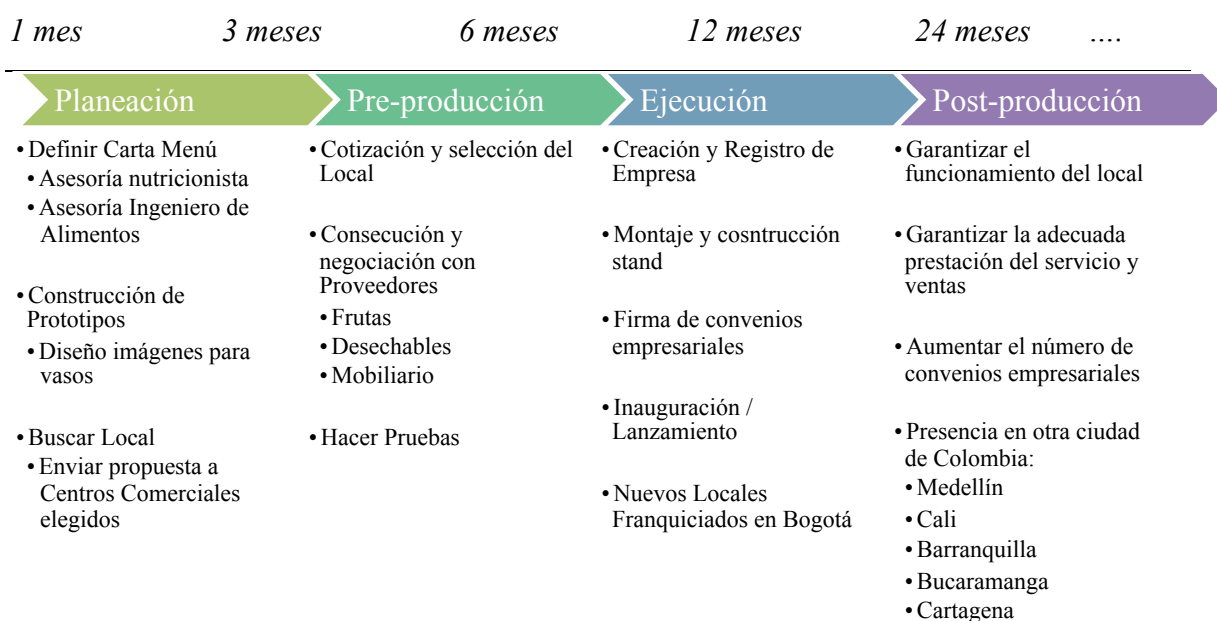 1 mes 3 meses 6 meses 12 meses 24 meses ....
Planeación
Pre-producción
Ejecución
Post-producción
• Definir Carta Menú
• Asesoría nutricionista
• Asesoría Ingeniero de
Alimentos
• Construcción de
Prototipos
• Diseño imágenes para
vasos
• Buscar Local
• Enviar propuesta a
Centros Comerciales
elegidos
• Cotización y selección del
Local
• Consecución y
negociación con
Proveedores
• Frutas
• Desechables
• Mobiliario
• Hacer Pruebas
• Creación y Registro de
Empresa
• Montaje y cosntrucción
stand
• Firma de convenios
empresariales
• Inauguración /
Lanzamiento
• Nuevos Locales
Franquiciados en Bogotá
• Garantizar el
funcionamiento del local
• Garantizar la adecuada
prestación del servicio y
ventas
• Aumentar el número de
convenios empresariales
• Presencia en otra ciudad
de Colombia:
• Medellín
• Cali
• Barranquilla
• Bucaramanga
• Cartagena